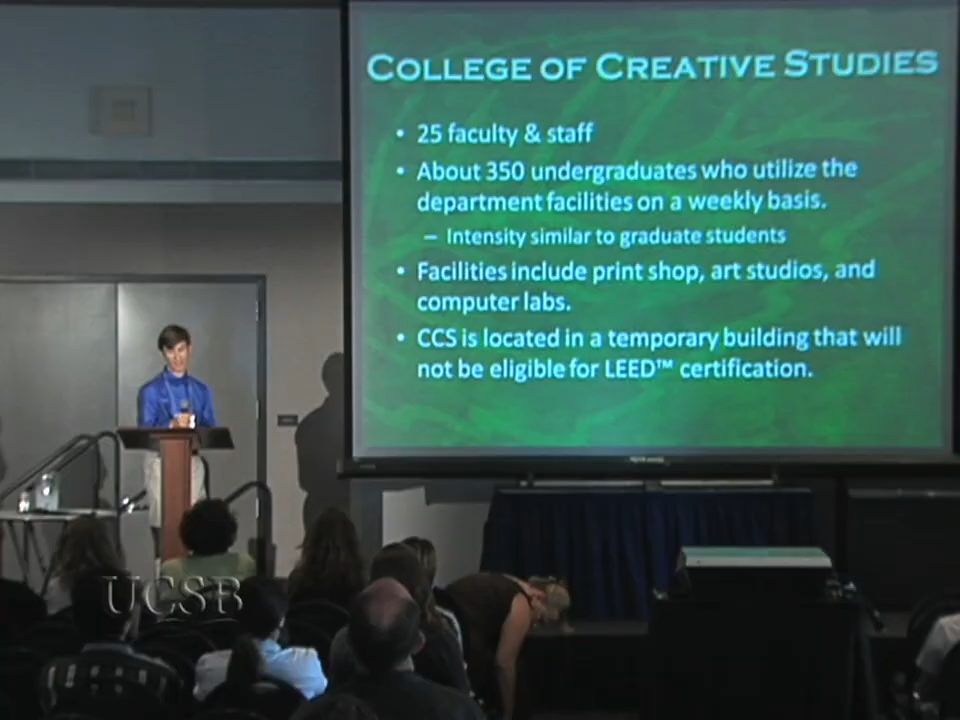 COLLEGE OF CREATIVE STUDIES
• 25 faculty & staff
• About 350 undergraduates who utilize the
department facilities on a weekly basis.
– Intensity similar to graduate students
• Facilities include print shop, art studios, and
computer labs.
• CCS is located in a temporary building that will
not be eligible for LEED™ certification.
UCSB